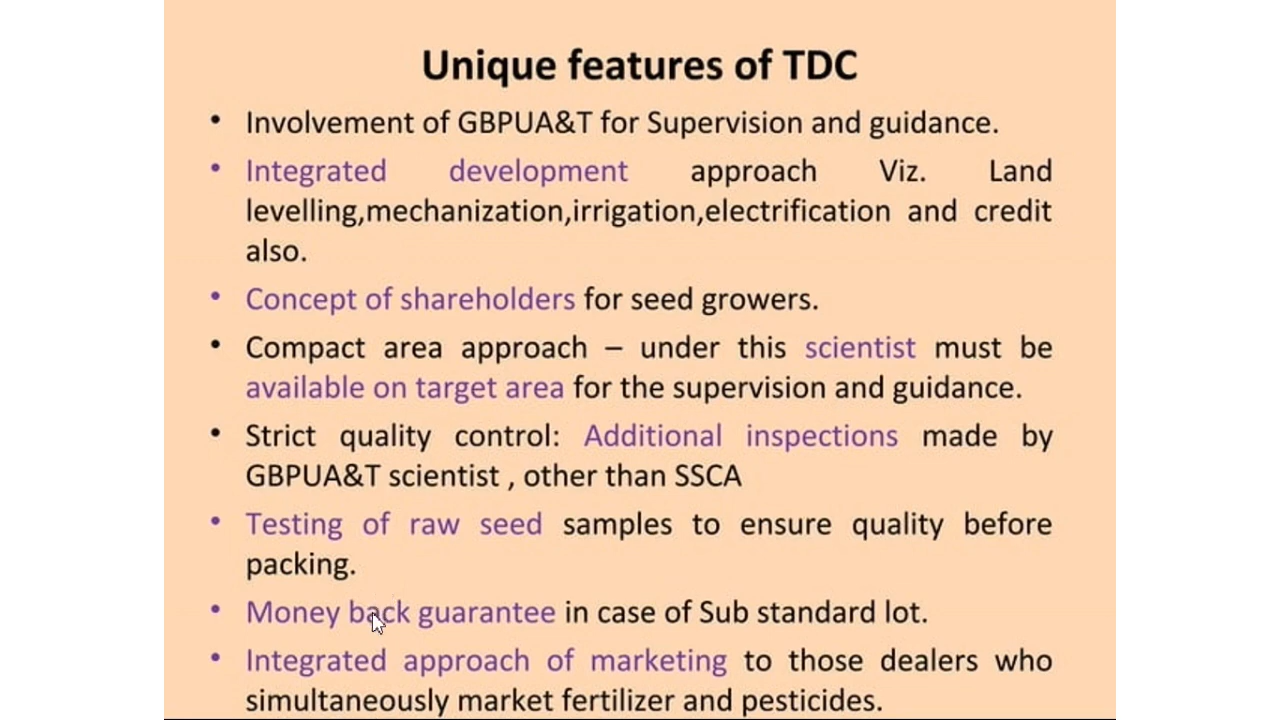 Unique features of TDC
• Involvement of GBPUA&T for Supervision and guidance.
• Integrated development approach Viz. Land
levelling,mechanization,irrigation,electrification and credit
also.
• Concept of shareholders for seed growers.
• Compact area approach – under this scientist must be
available on target area for the supervision and guidance.
• Strict quality control: Additional inspections made by
GBPUA&T scientist , other than SSCA
• Testing of raw seed samples to ensure quality before
packing.
• Money back guarantee in case of Sub standard lot.
• Integrated approach of marketing to those dealers who
simultaneously market fertilizer and pesticides.